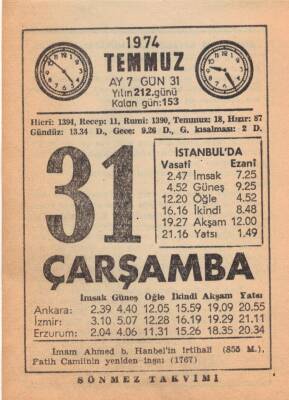 1974
TEMMUZ
AY 7 GÜN 31
Yılın 212.günü
Kalan gün:153
Hicri: 1394, Recep: 11, Rumi: 1390, Temmuz: 18, Hızır: 87
Gündüz: 13.34 D., Gece: 9.26 D., G. kısalması: 2 D.
31
İSTANBUL'DA
Vasatî Ezanî
2.47 İmsak 7.25
4.52 Güneş 9.25
12.20 Öğle 4.52
16.16 İkindi 8.48
19.27 Akşam 12.00
21.16 Yatsı 1.49
ÇARŞAMBA
İmsak Güneş Öğle İkindi Akşam Yatsı
Ankara: 2.39 4.40 12.05 15.59 19.09 20.55
İzmir: 3.10 5.07 12.28 16.19 19.29 21.11
Erzurum: 2.04 4.06 11.31 15.26 18.35 20.34
İmam Ahmed b. Hanbel'in irtihali (855 M.),
Fatih Camiinin yeniden inşası (1767)
SÖNMEZ TAKVİMİ